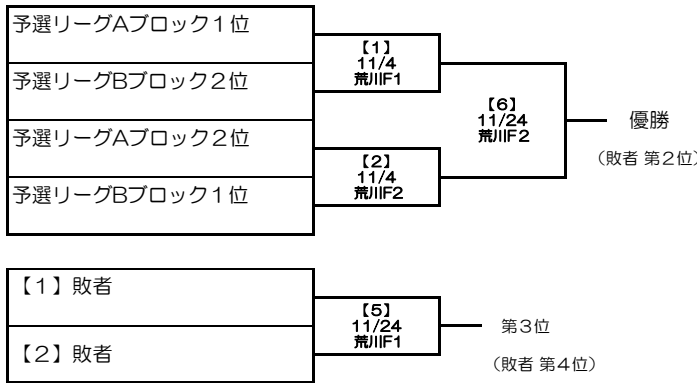 予選リーグAブロック１位
【1】
11/4
荒川F1
予選リーグBブロック２位
【6】
11/24
荒川F2
優勝
（敗者 第２位）
予選リーグAブロック２位
【2】
11/4
荒川F2
予選リーグBブロック１位
【１】敗者
【5】
11/24
荒川F1
第３位
【２】敗者
（敗者 第４位）